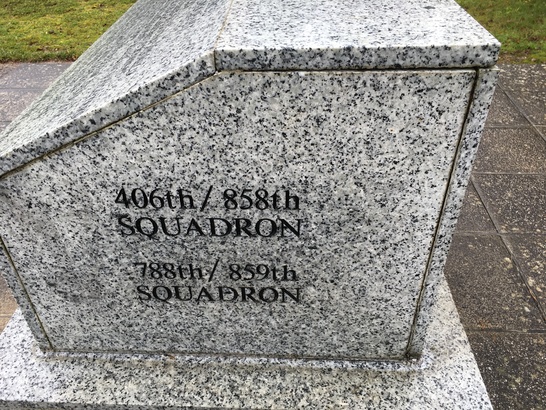 406th / 858th
SQUADRON
788th / 859th
SQUADRON